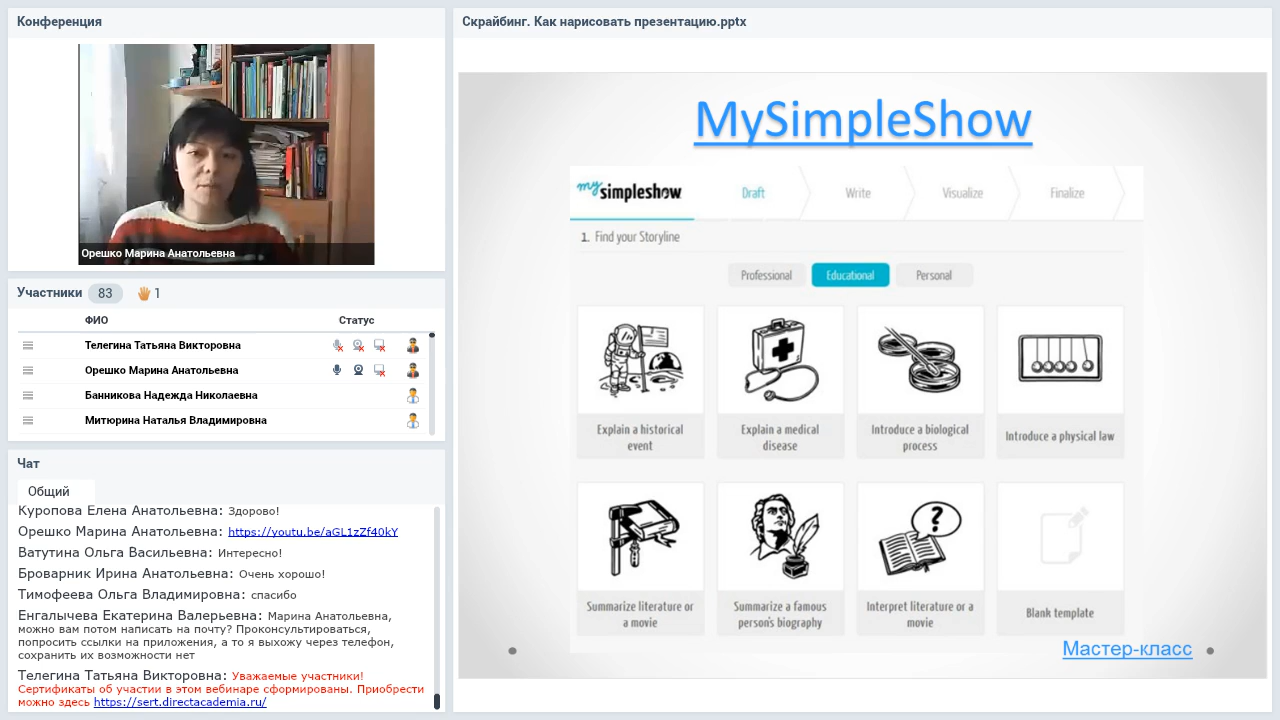 Конференция
Орешко Марина Анатольевна
Участники 83 1
ФИО Статус
Телегина Татьяна Викторовна
Орешко Марина Анатольевна
Банникова Надежда Николаевна
Митюрина Наталья Владимировна
Чат
Общий
Куропова Елена Анатольевна: Здорово!
Орешко Марина Анатольевна: https://youtu.be/aGL1zZf40kY
Ватутина Ольга Васильевна: Интересно!
Броварник Ирина Анатольевна: Очень хорошо!
Тимофеева Ольга Владимировна: спасибо
Енгалычева Екатерина Валерьевна: Марина Анатольевна,
можно вам потом написать на почту? Проконсультироваться,
попросить ссылки на приложения, а то я выхожу через телефон,
сохранить их возможности нет
Телегина Татьяна Викторовна: Уважаемые участники!
Сертификаты об участии в этом вебинаре сформированы. Приобрести
можно здесь https://sert.directacademia.ru/
Скрайбинг. Как нарисовать презентацию.pptx
MySimpleShow
my simpleshow Draft Write Visualize Finalize
1. Find your Storyline
Professional Educational Personal
Explain a historical
event
Explain a medical
disease
Introduce a biological
process
Introduce a physical law
Summarize literature or
a movie
Summarize a famous
person's biography
Interpret literature or a
movie
Blank template
Мастер-класс